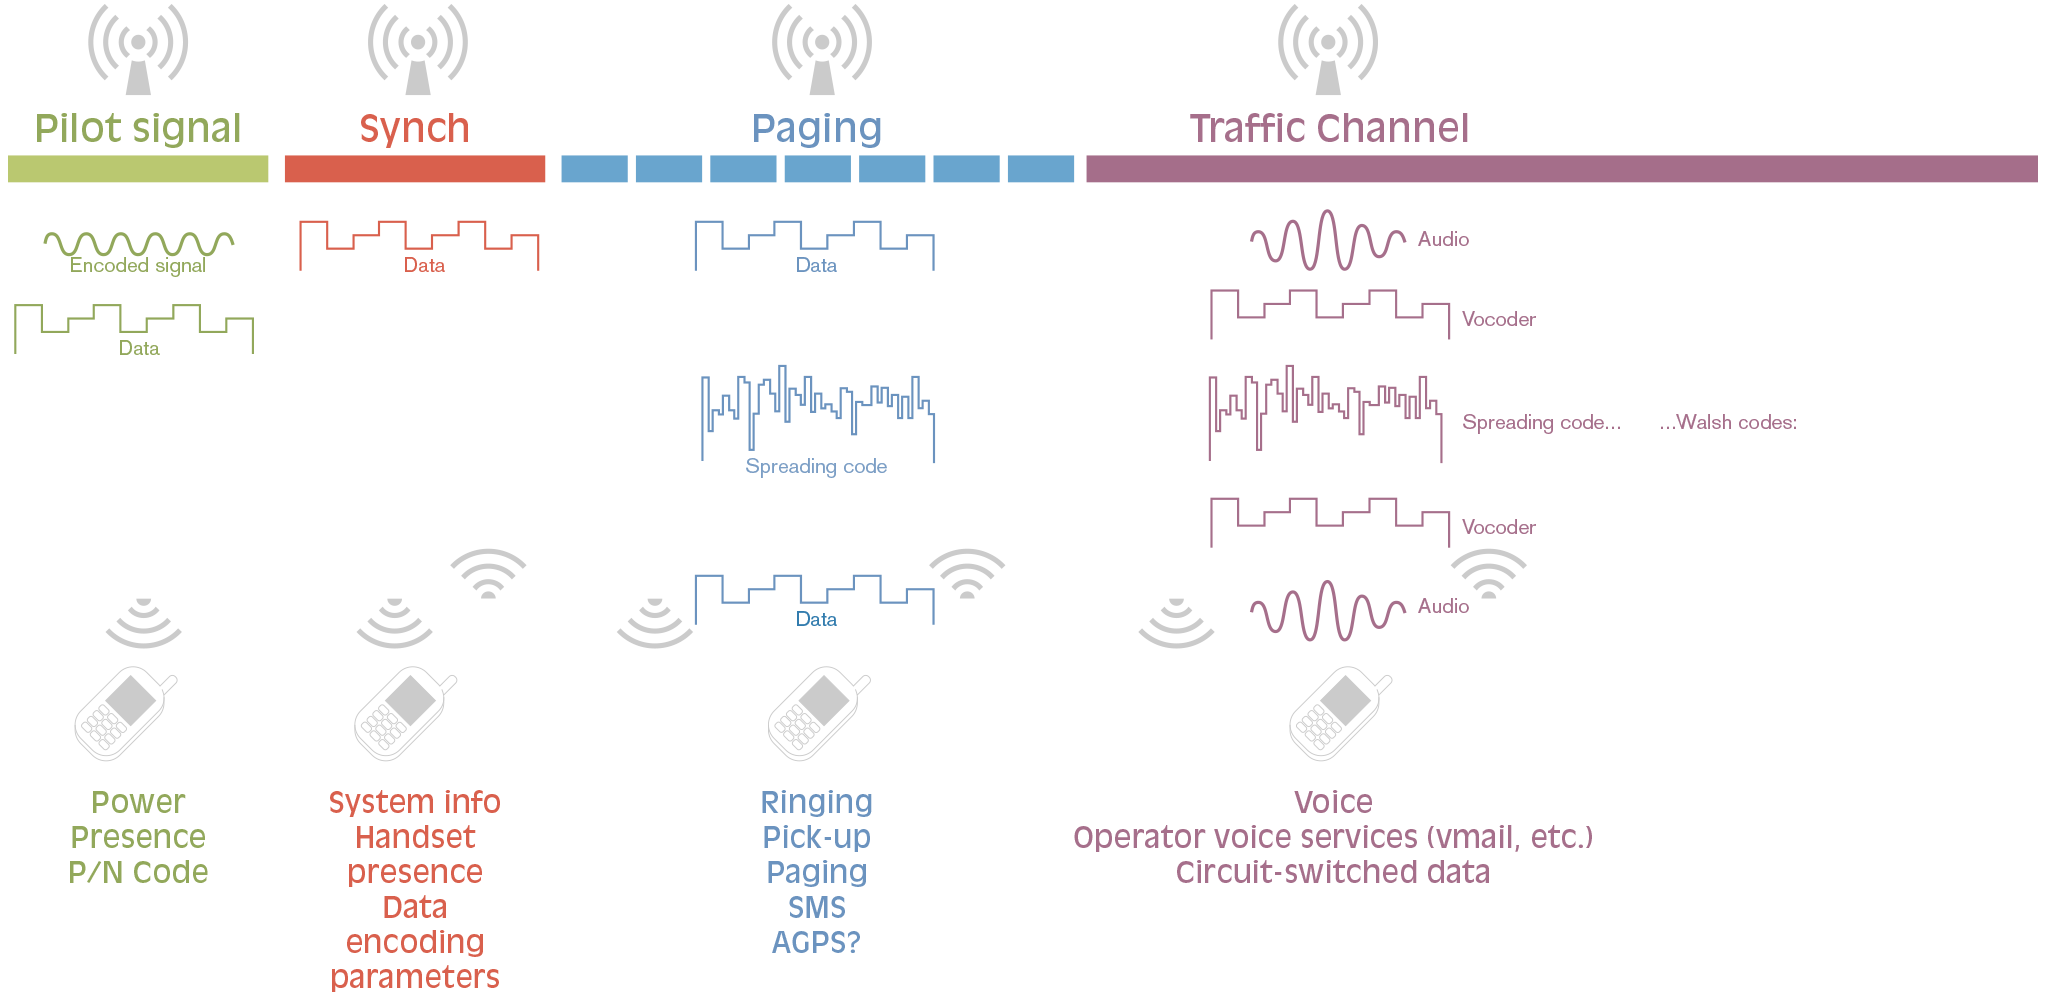 Pilot signal
Synch
Paging
Traffic Channel
Encoded signal
Data
Data
Data
Spreading code
Data
Audio
Vocoder
Spreading code... ...Walsh codes:
Vocoder
Audio
Power
Presence
P/N Code
System info
Handset
presence
Data
encoding
parameters
Ringing
Pick-up
Paging
SMS
AGPS?
Voice
Operator voice services (vmail, etc.)
Circuit-switched data